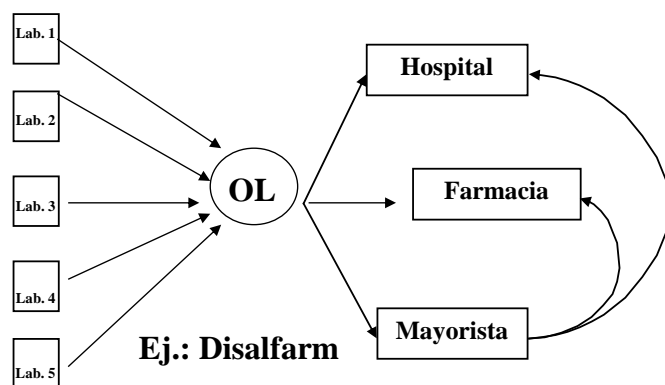 Lab. 1
Lab. 2
Lab. 3
Lab. 4
Lab. 5
OL
Hospital
Farmacia
Mayorista
Ej.: Disalfarm